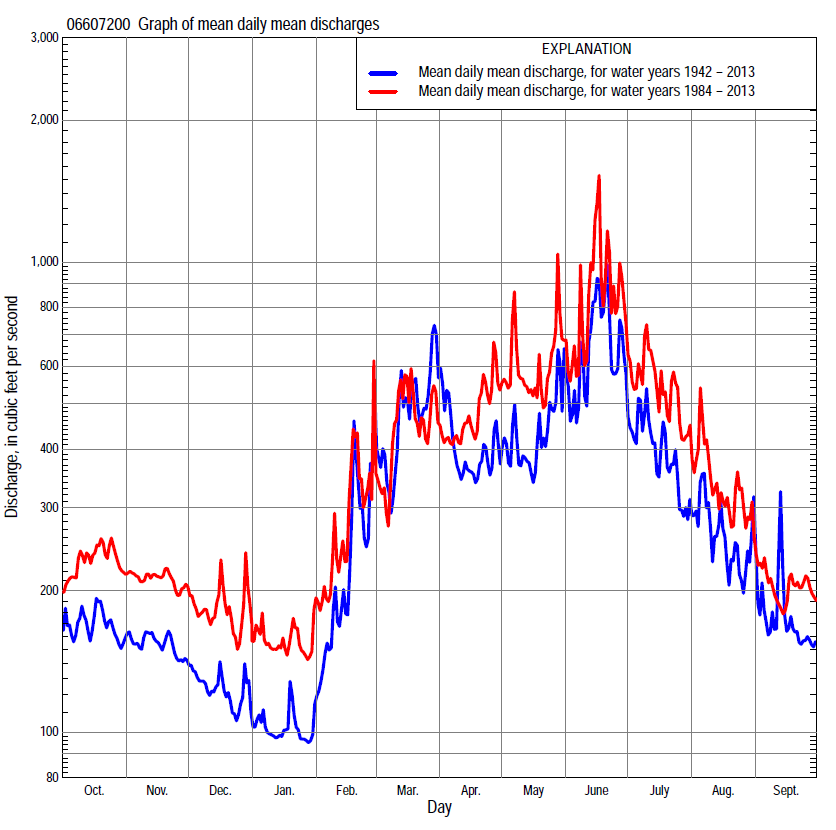 06607200 Graph of mean daily mean discharges
EXPLANATION
Mean daily mean discharge, for water years 1942 – 2013
Mean daily mean discharge, for water years 1984 – 2013
Discharge, in cubic feet per second
3,000
2,000
1,000
800
600
400
300
200
100
80
Oct. Nov. Dec. Jan. Feb. Mar. Apr. May June July Aug. Sept.
Day